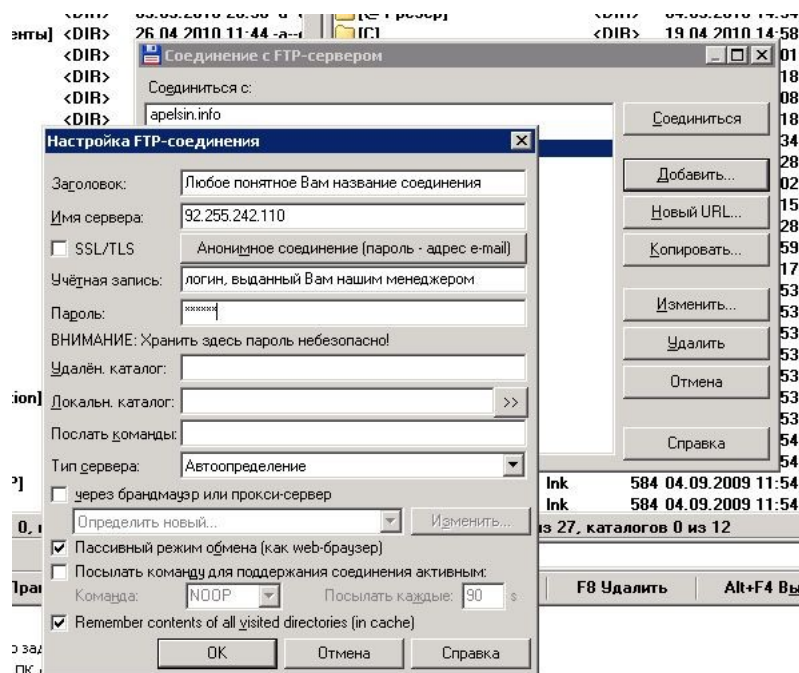 <DIR> 26.04.2010 11:44 -a-- [C] <DIR> 19.04.2010 14:58
<DIR>
<DIR>
<DIR>
<DIR>
Соединение с FTP-сервером
Соединиться с:
apelsin.info
Соединиться
Добавить...
Новый URL...
Копировать...
Изменить...
Удалить
Отмена
Справка
Настройка FTP-соединения
Заголовок: Любое понятное Вам название соединения
Имя сервера: 92.255.242.110
SSL/TLS Анонимное соединение (пароль - адрес e-mail)
Учётная запись: логин, выданный Вам нашим менеджером
Пароль: ******
ВНИМАНИЕ: Хранить здесь пароль небезопасно!
Удалён. каталог:
Локальн. каталог: >>
Послать команды:
Тип сервера: Автоопределение
через брандмауэр или прокси-сервер
Определить новый... Изменить...
Пассивный режим обмена (как web-браузер)
Посылать команду для поддержания соединения активным:
Команда: NOOP Посылать каждые: 90 s
Remember contents of all visited directories (in cache)
OK Отмена Справка
lnk 584 04.09.2009 11:54
lnk 584 04.09.2009 11:54
из 27, каталогов 0 из 12
F8 Удалить Alt+F4